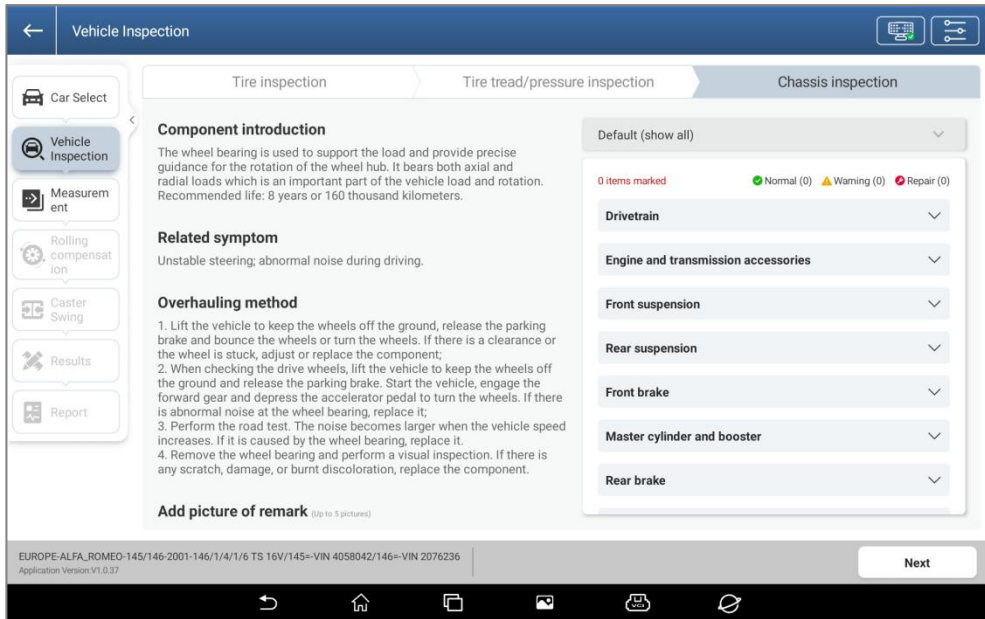 Vehicle Inspection
Car Select
Vehicle
Inspection
Measurem
ent
Rolling
compensat
ion
Caster
Swing
Results
Report
Tire inspection
Tire tread/pressure inspection
Chassis inspection
Component introduction
The wheel bearing is used to support the load and provide precise
guidance for the rotation of the wheel hub. It bears both axial and
radial loads which is an important part of the vehicle load and rotation.
Recommended life: 8 years or 160 thousand kilometers.
Related symptom
Unstable steering; abnormal noise during driving.
Overhauling method
1. Lift the vehicle to keep the wheels off the ground, release the parking
brake and bounce the wheels or turn the wheels. If there is a clearance or
the wheel is stuck, adjust or replace the component;
2. When checking the drive wheels, lift the vehicle to keep the wheels off
the ground and release the parking brake. Start the vehicle, engage the
forward gear and depress the accelerator pedal to turn the wheels. If there
is abnormal noise at the wheel bearing, replace it;
3. Perform the road test. The noise becomes larger when the vehicle speed
increases. If it is caused by the wheel bearing, replace it.
4. Remove the wheel bearing and perform a visual inspection. If there is
any scratch, damage, or burnt discoloration, replace the component.
Add picture of remark (Up to 5 pictures)
Default (show all)
0 items marked Normal (0) Warning (0) Repair (0)
Drivetrain
Engine and transmission accessories
Front suspension
Rear suspension
Front brake
Master cylinder and booster
Rear brake
EUROPE-ALFA_ROMEO-145/146-2001-146/1/4/1/6 TS 16V/145=-VIN 4058042/146=-VIN 2076236
Application Version:V1.0.37
Next
VCI